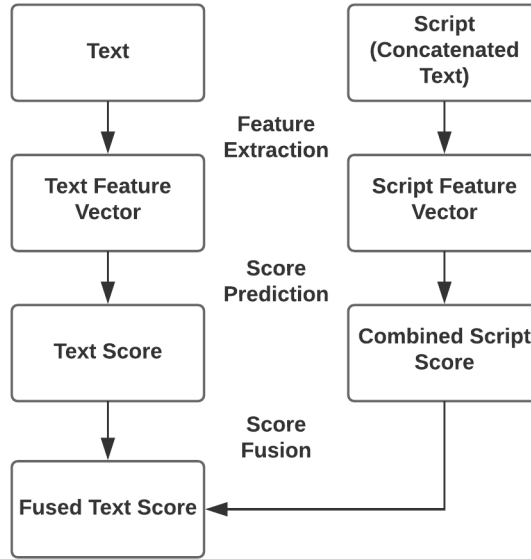 Text
Script
(Concatenated
Text)
Feature
Extraction
Text Feature
Vector
Script Feature
Vector
Score
Prediction
Text Score
Combined Script
Score
Score
Fusion
Fused Text Score